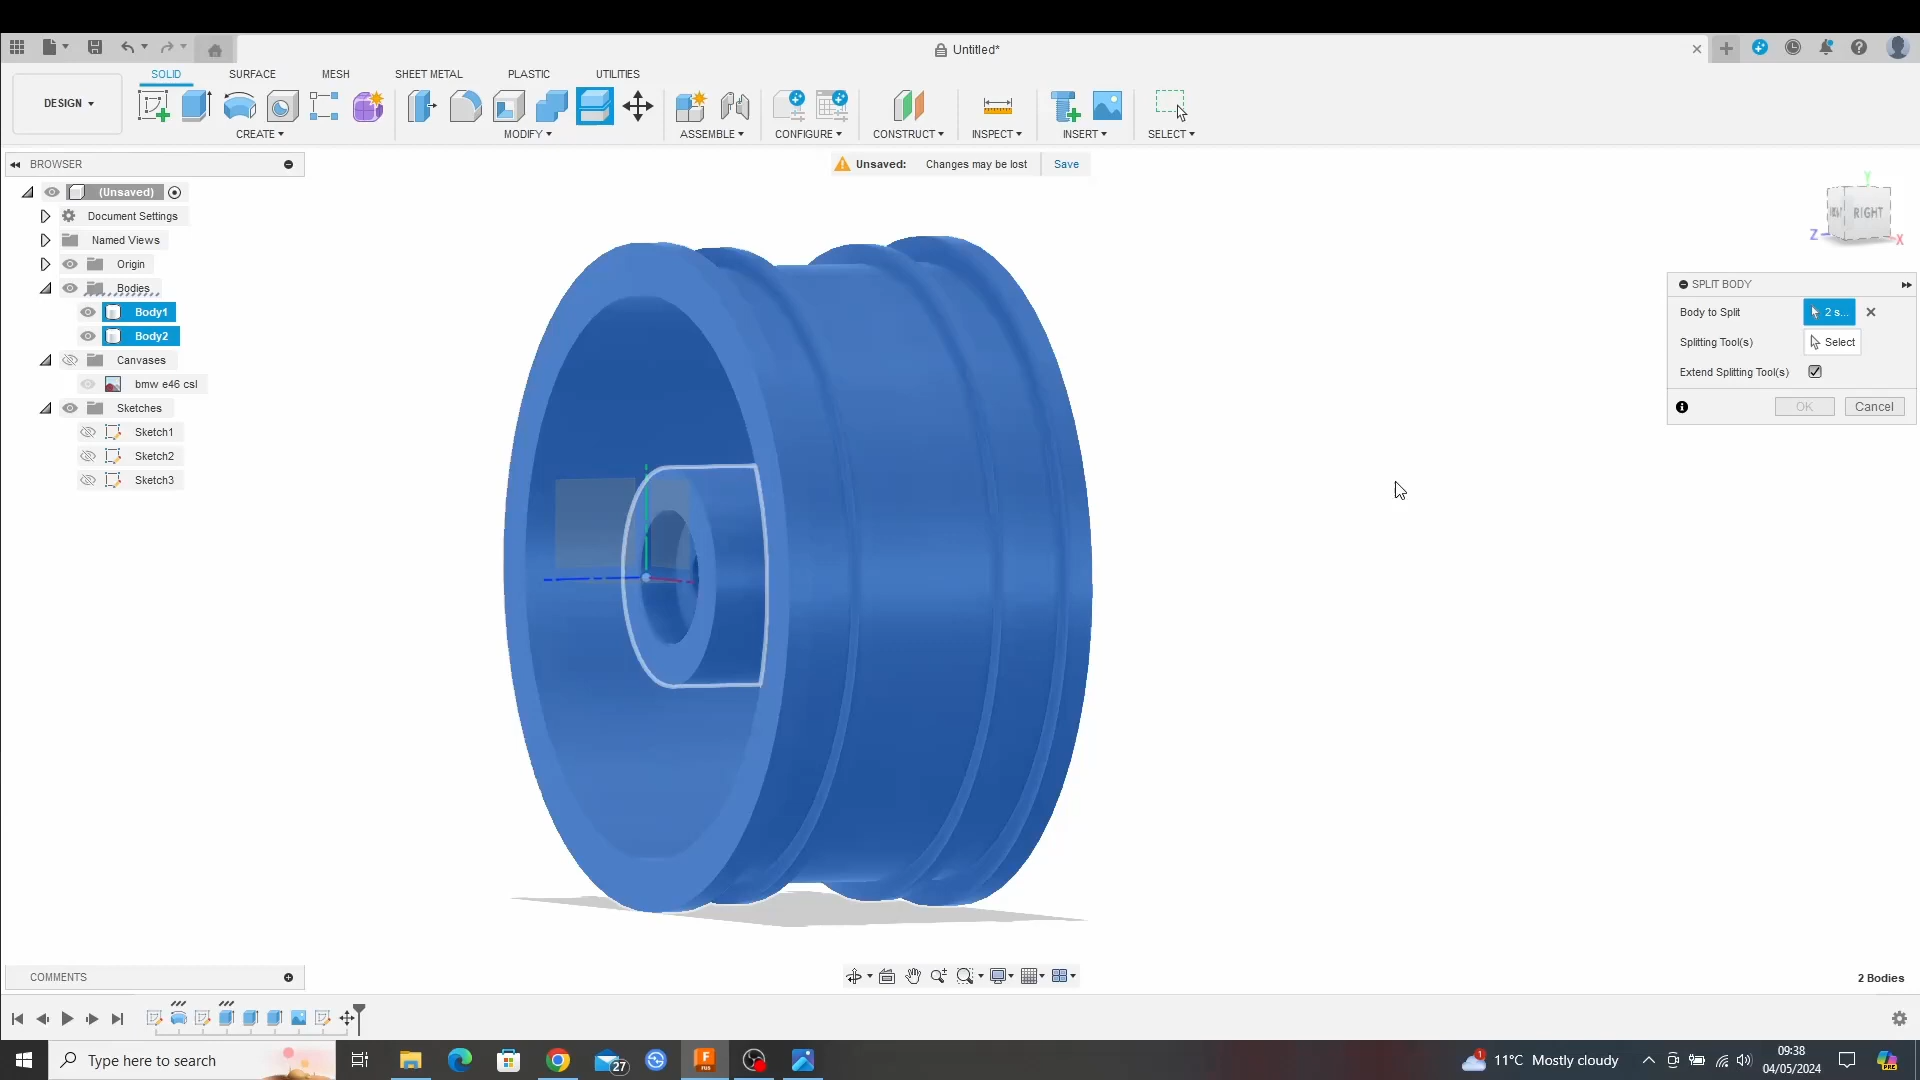 Untitled*
DESIGN
SOLID
SURFACE
MESH
SHEET METAL
PLASTIC
UTILITIES
CREATE
MODIFY
ASSEMBLE
CONFIGURE
CONSTRUCT
INSPECT
INSERT
SELECT
BROWSER
Unsaved: Changes may be lost Save
(Unsaved)
Document Settings
Named Views
Origin
Bodies
Body1
Body2
Canvases
bmw e46 csl
Sketches
Sketch1
Sketch2
Sketch3
Y
RIGHT
Z
X
SPLIT BODY
Body to Split 2 s...
Splitting Tool(s) Select
Extend Splitting Tool(s)
OK Cancel
COMMENTS
2 Bodies
Type here to search
27
F
FUS
1
11°C Mostly cloudy
09:38
04/05/2024
PRE